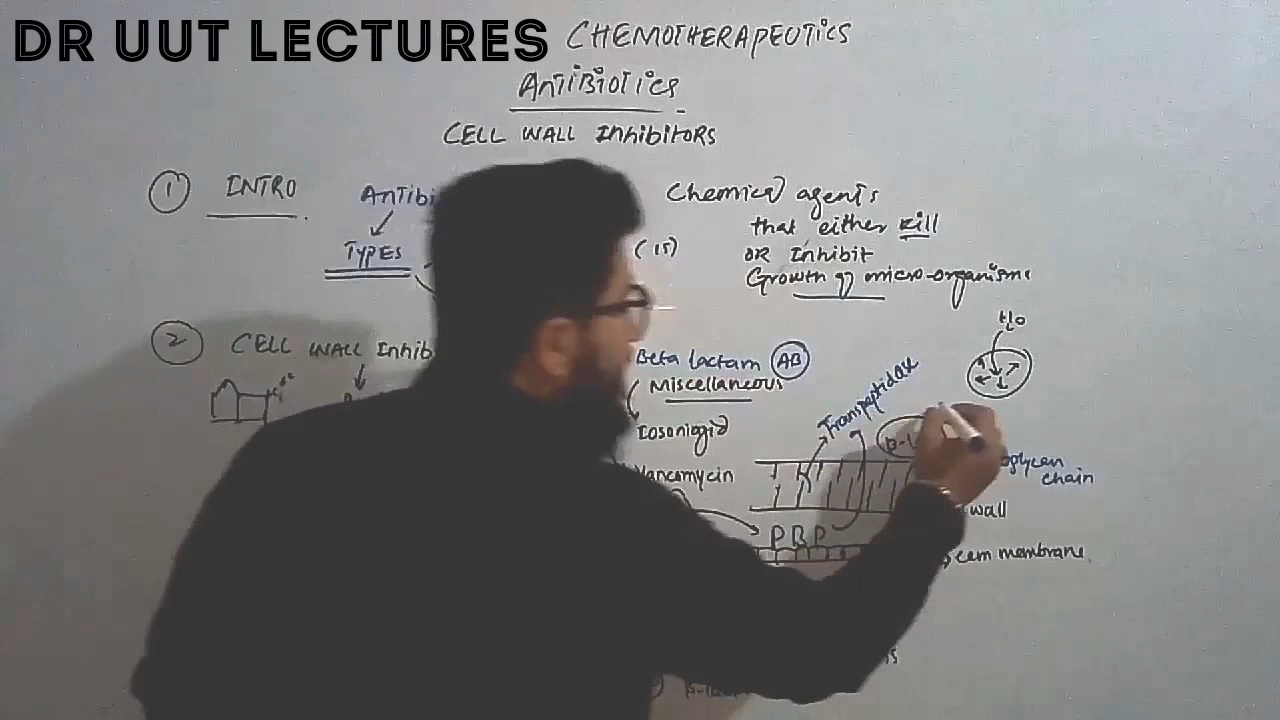 DR UUT LECTURES
CHEMOTHERAPEUTICS
ANTIBIOTICS
CELL WALL InhibitORS
1 INTRO
Antibi
Chemical agents
that either kill
OR Inhibit
Growth of micro-organisms
TYPES
(15)
2 CELL WALL Inhib
Beta lactam AB
Miscellaneous
Iosoniazid
Vancomycin
Transpeptidase
H2O
B-L
oglycan
chain
wall
PBP
cem membrane